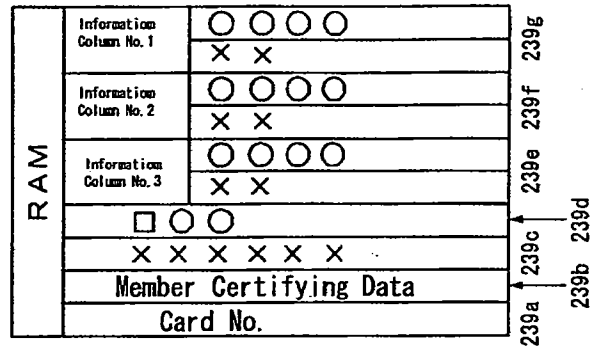 RAM
Information
Column No. 1
○ ○ ○ ○
× ×
239g
Information
Column No. 2
○ ○ ○ ○
× ×
239f
Information
Column No. 3
○ ○ ○ ○
× ×
239e
□ ○ ○
239d
× × × × × ×
239c
Member Certifying Data
239b
Card No.
239a